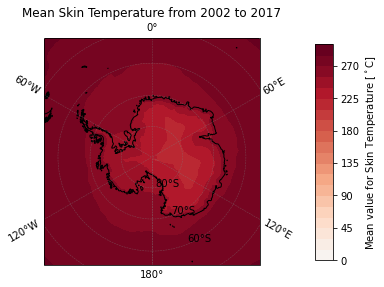 Mean Skin Temperature from 2002 to 2017
0°
60°W
60°E
80°S
70°S
60°S
120°W
120°E
180°
270
225
180
135
90
45
0
Mean value for Skin Temperature [$^\circ$C]